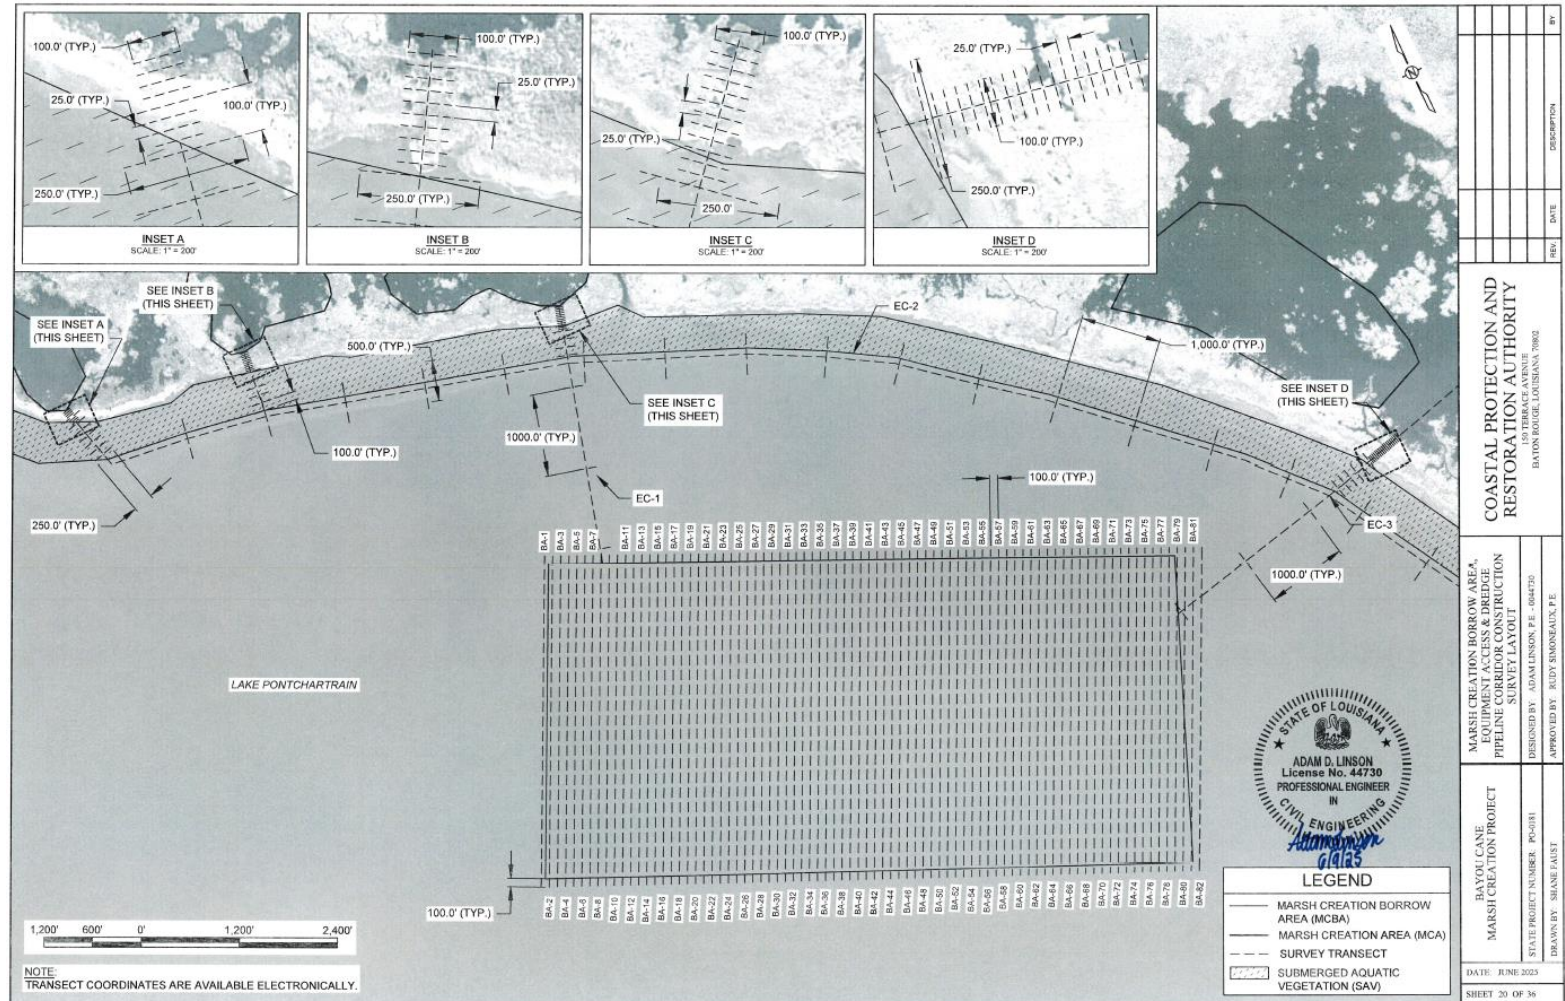 100.0' (TYP.)
25.0' (TYP.)
100.0' (TYP.)
250.0' (TYP.)
INSET A
SCALE: 1" = 200'
100.0' (TYP.)
25.0' (TYP.)
250.0' (TYP.)
INSET B
SCALE: 1" = 200'
100.0' (TYP.)
25.0' (TYP.)
250.0'
INSET C
SCALE: 1" = 200'
25.0' (TYP.)
100.0' (TYP.)
250.0' (TYP.)
INSET D
SCALE: 1" = 200'
N
SEE INSET B
(THIS SHEET)
SEE INSET A
(THIS SHEET)
500.0' (TYP.)
EC-2
1,000.0' (TYP.)
SEE INSET C
(THIS SHEET)
SEE INSET D
(THIS SHEET)
1000.0' (TYP.)
100.0' (TYP.)
EC-1
100.0' (TYP.)
250.0' (TYP.)
EC-3
1000.0' (TYP.)
BA-1
BA-3
BA-5
BA-7
BA-11
BA-13
BA-15
BA-17
BA-19
BA-21
BA-23
BA-25
BA-27
BA-29
BA-31
BA-33
BA-35
BA-37
BA-39
BA-41
BA-43
BA-45
BA-47
BA-49
BA-51
BA-53
BA-55
BA-57
BA-59
BA-61
BA-63
BA-65
BA-67
BA-69
BA-71
BA-73
BA-75
BA-77
BA-79
BA-81
LAKE PONTCHARTRAIN
100.0' (TYP.)
BA-2
BA-4
BA-6
BA-8
BA-10
BA-12
BA-14
BA-16
BA-18
BA-20
BA-22
BA-24
BA-26
BA-28
BA-30
BA-32
BA-34
BA-36
BA-38
BA-40
BA-42
BA-44
BA-46
BA-48
BA-50
BA-52
BA-54
BA-56
BA-58
BA-60
BA-62
BA-64
BA-66
BA-68
BA-70
BA-72
BA-74
BA-76
BA-78
BA-80
BA-82
1,200' 600' 0' 1,200' 2,400'
NOTE:
TRANSECT COORDINATES ARE AVAILABLE ELECTRONICALLY.
STATE OF LOUISIANA
ADAM D. LINSON
License No. 44730
PROFESSIONAL ENGINEER
IN
CIVIL ENGINEERING
6/9/25
LEGEND
MARSH CREATION BORROW
AREA (MCBA)
MARSH CREATION AREA (MCA)
SURVEY TRANSECT
SUBMERGED AQUATIC
VEGETATION (SAV)
REV. DATE DESCRIPTION BY
COASTAL PROTECTION AND
RESTORATION AUTHORITY
150 TERRACE AVENUE
BATON ROUGE, LOUISIANA 70802
MARSH CREATION BORROW AREA,
EQUIPMENT ACCESS & DREDGE
PIPELINE CORRIDOR CONSTRUCTION
SURVEY LAYOUT
DESIGNED BY: ADAM LINSON, P.E. - 0044730
APPROVED BY: RUDY SIMONEAUX, P.E.
BAYOU CANE
MARSH CREATION PROJECT
STATE PROJECT NUMBER: PO-0181
DRAWN BY: SHANE FAUST
DATE: JUNE 2025
SHEET 20 OF 36